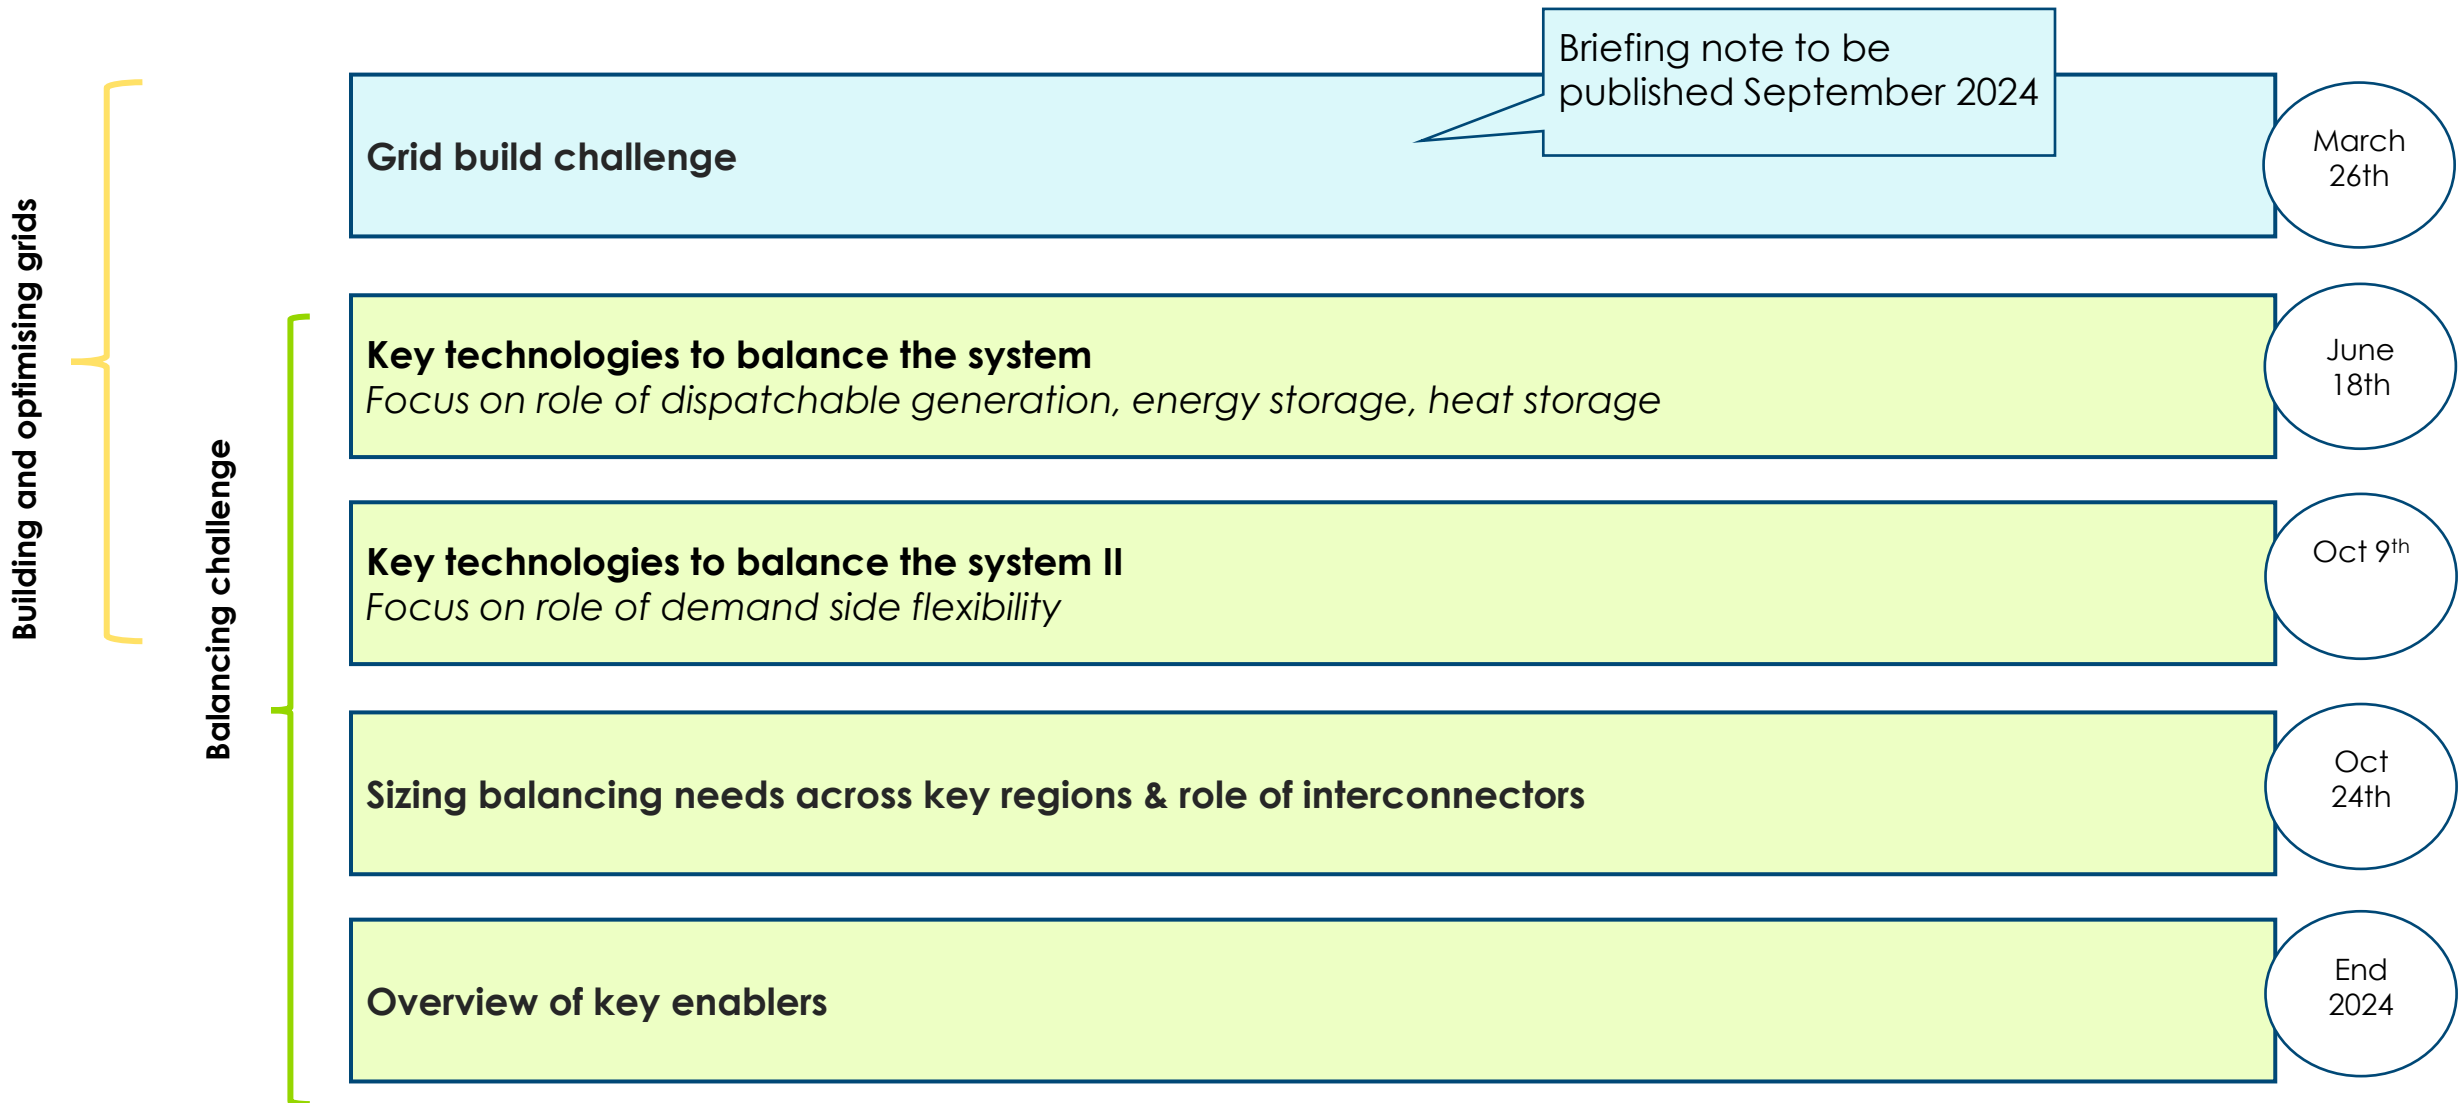 Building and optimising grids
Balancing challenge
Briefing note to be
published September 2024
Grid build challenge
March
26th
Key technologies to balance the system
Focus on role of dispatchable generation, energy storage, heat storage
June
18th
Key technologies to balance the system II
Focus on role of demand side flexibility
Oct 9th
Sizing balancing needs across key regions & role of interconnectors
Oct
24th
Overview of key enablers
End
2024